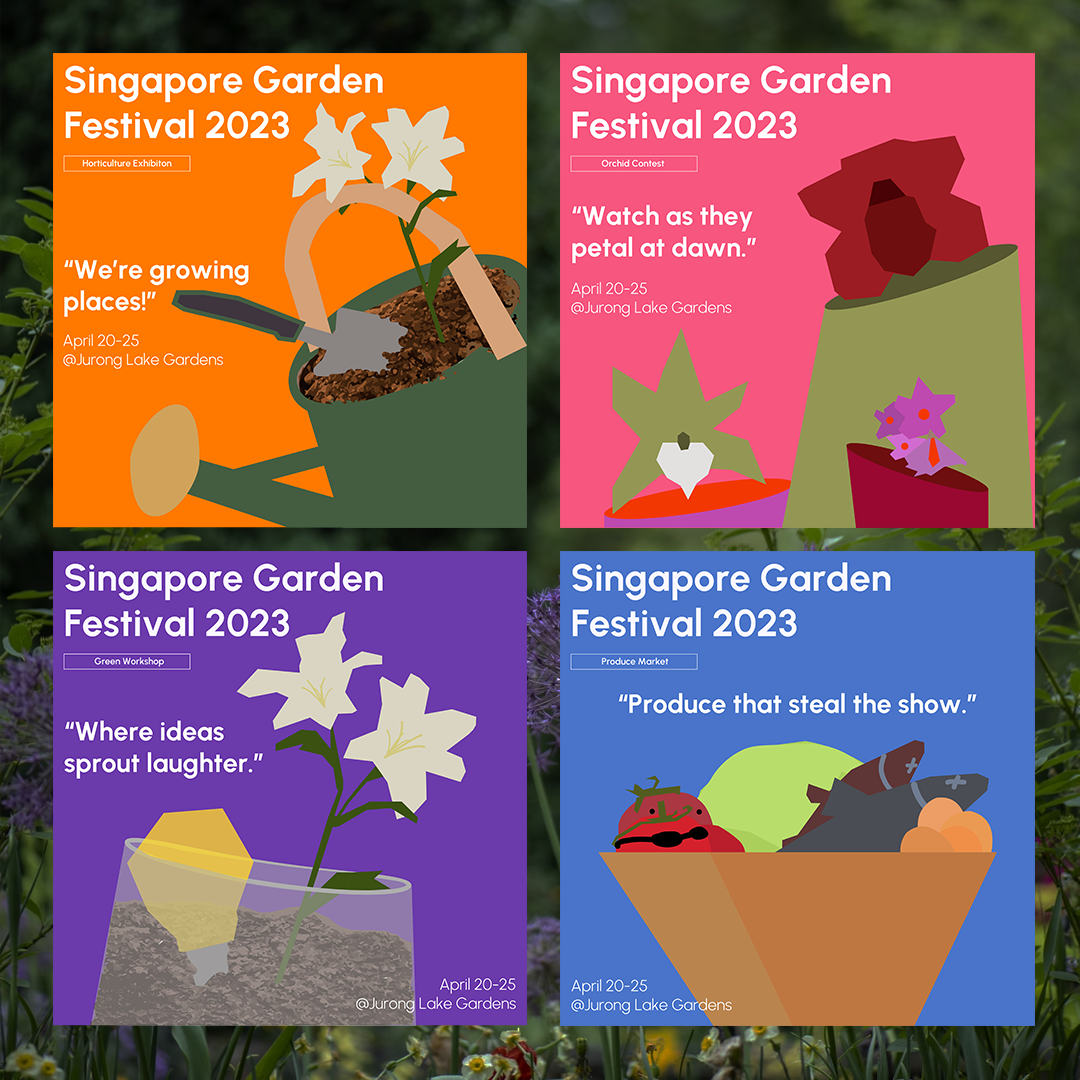 Singapore Garden
Festival 2023
Horticulture Exhibiton
“We’re growing
places!”
April 20-25
@Jurong Lake Gardens
Singapore Garden
Festival 2023
Orchid Contest
“Watch as they
petal at dawn.”
April 20-25
@Jurong Lake Gardens
Singapore Garden
Festival 2023
Green Workshop
“Where ideas
sprout laughter.”
April 20-25
@Jurong Lake Gardens
Singapore Garden
Festival 2023
Produce Market
“Produce that steal the show.”
April 20-25
@Jurong Lake Gardens